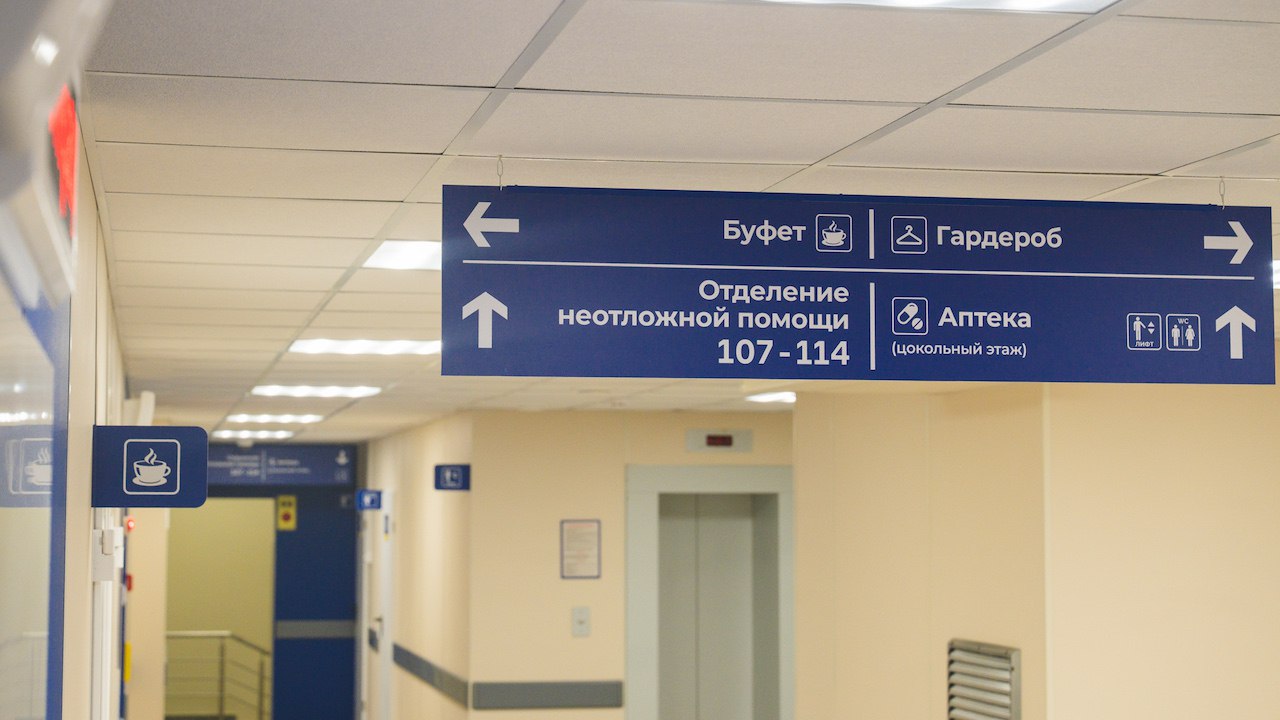 Буфет
Гардероб
Отделение
неотложной помощи
107 - 114
Аптека
(цокольный этаж)
ЛИФТ
WC